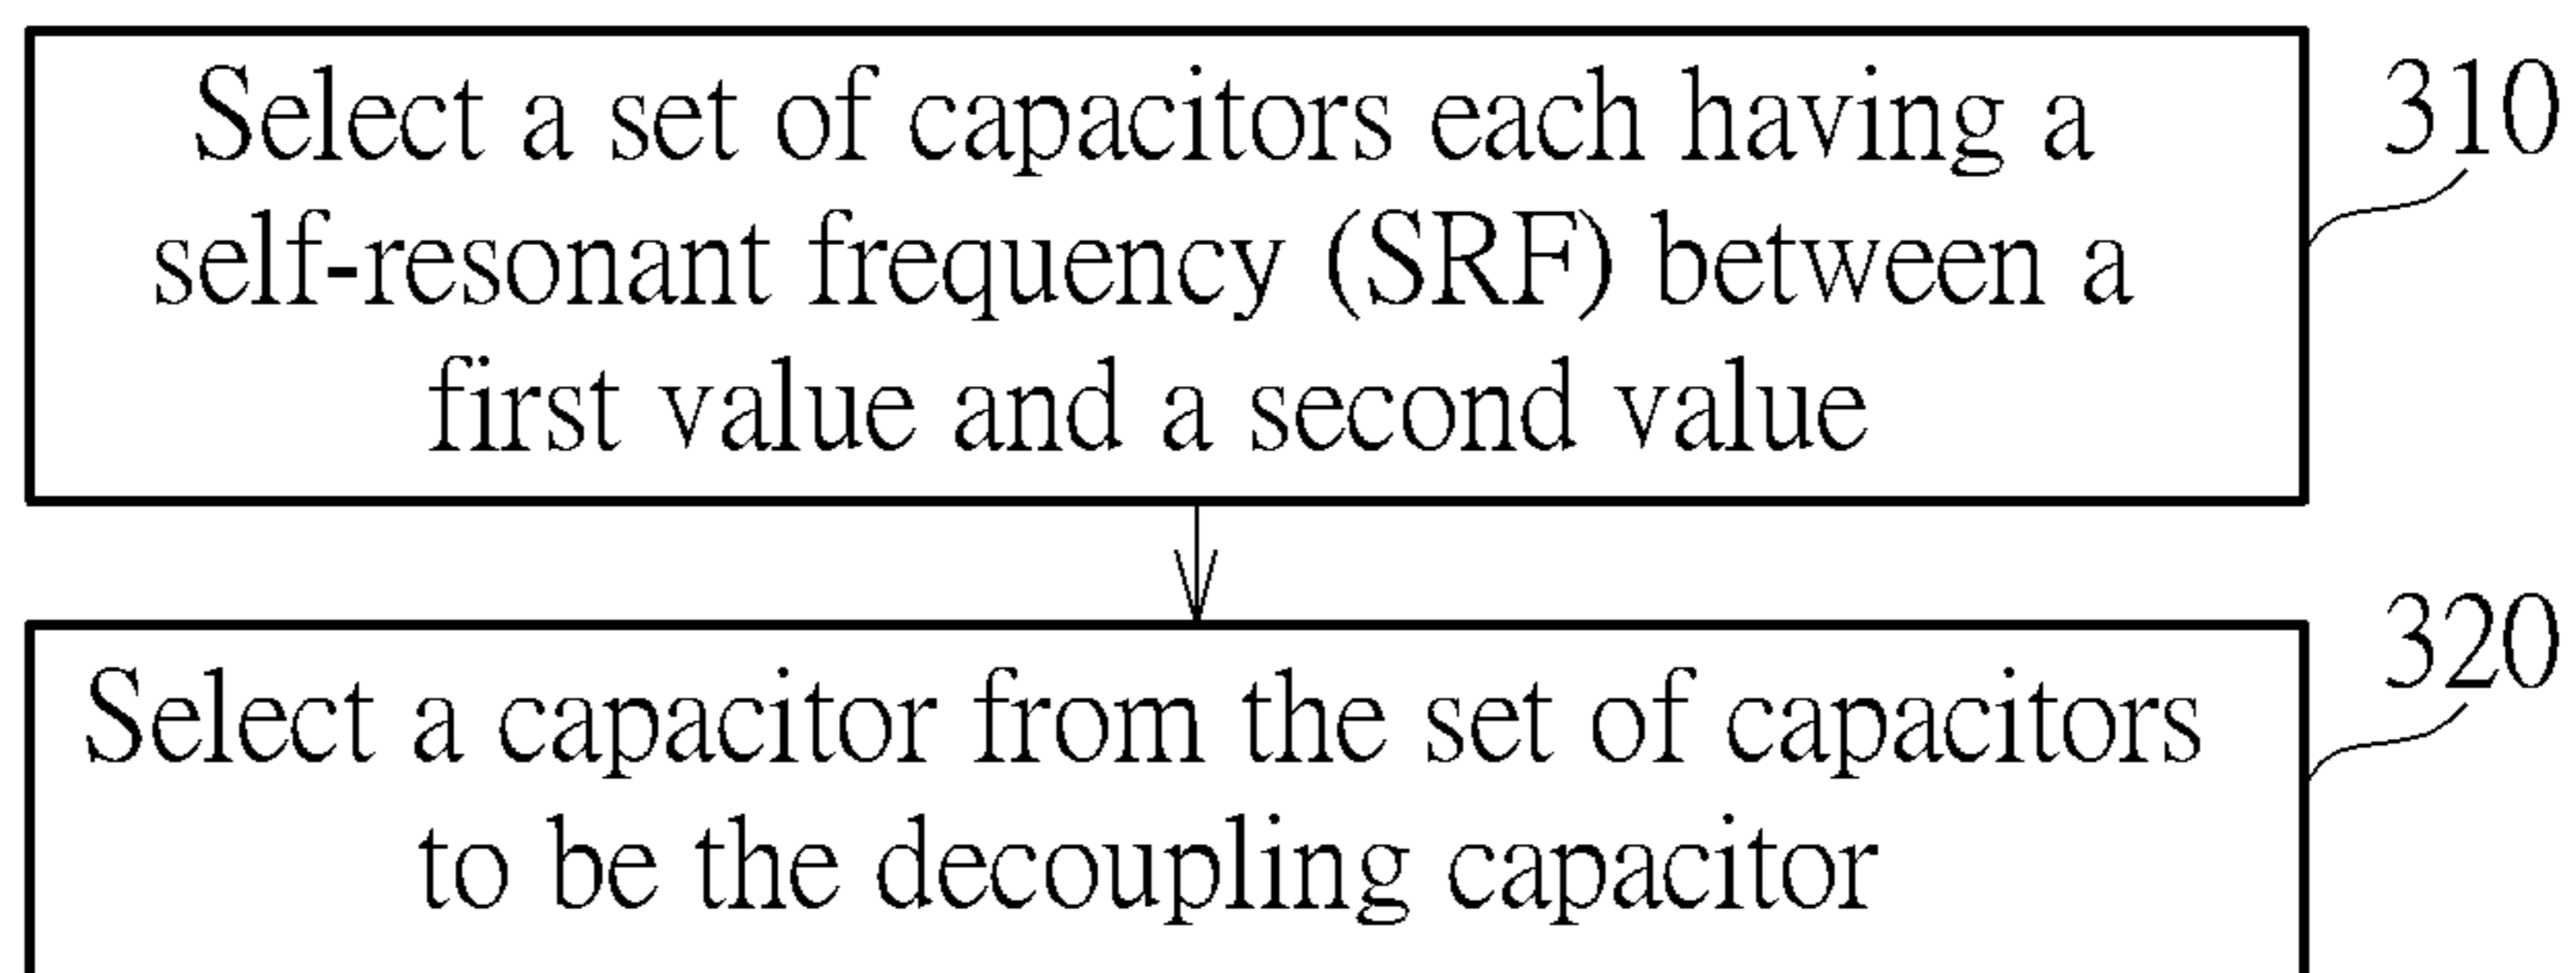 Select a set of capacitors each having a
310
self-resonant frequency (SRF) between a
first value and a second value
320
Select a capacitor from the set of capacitors
to be the decoupling capacitor